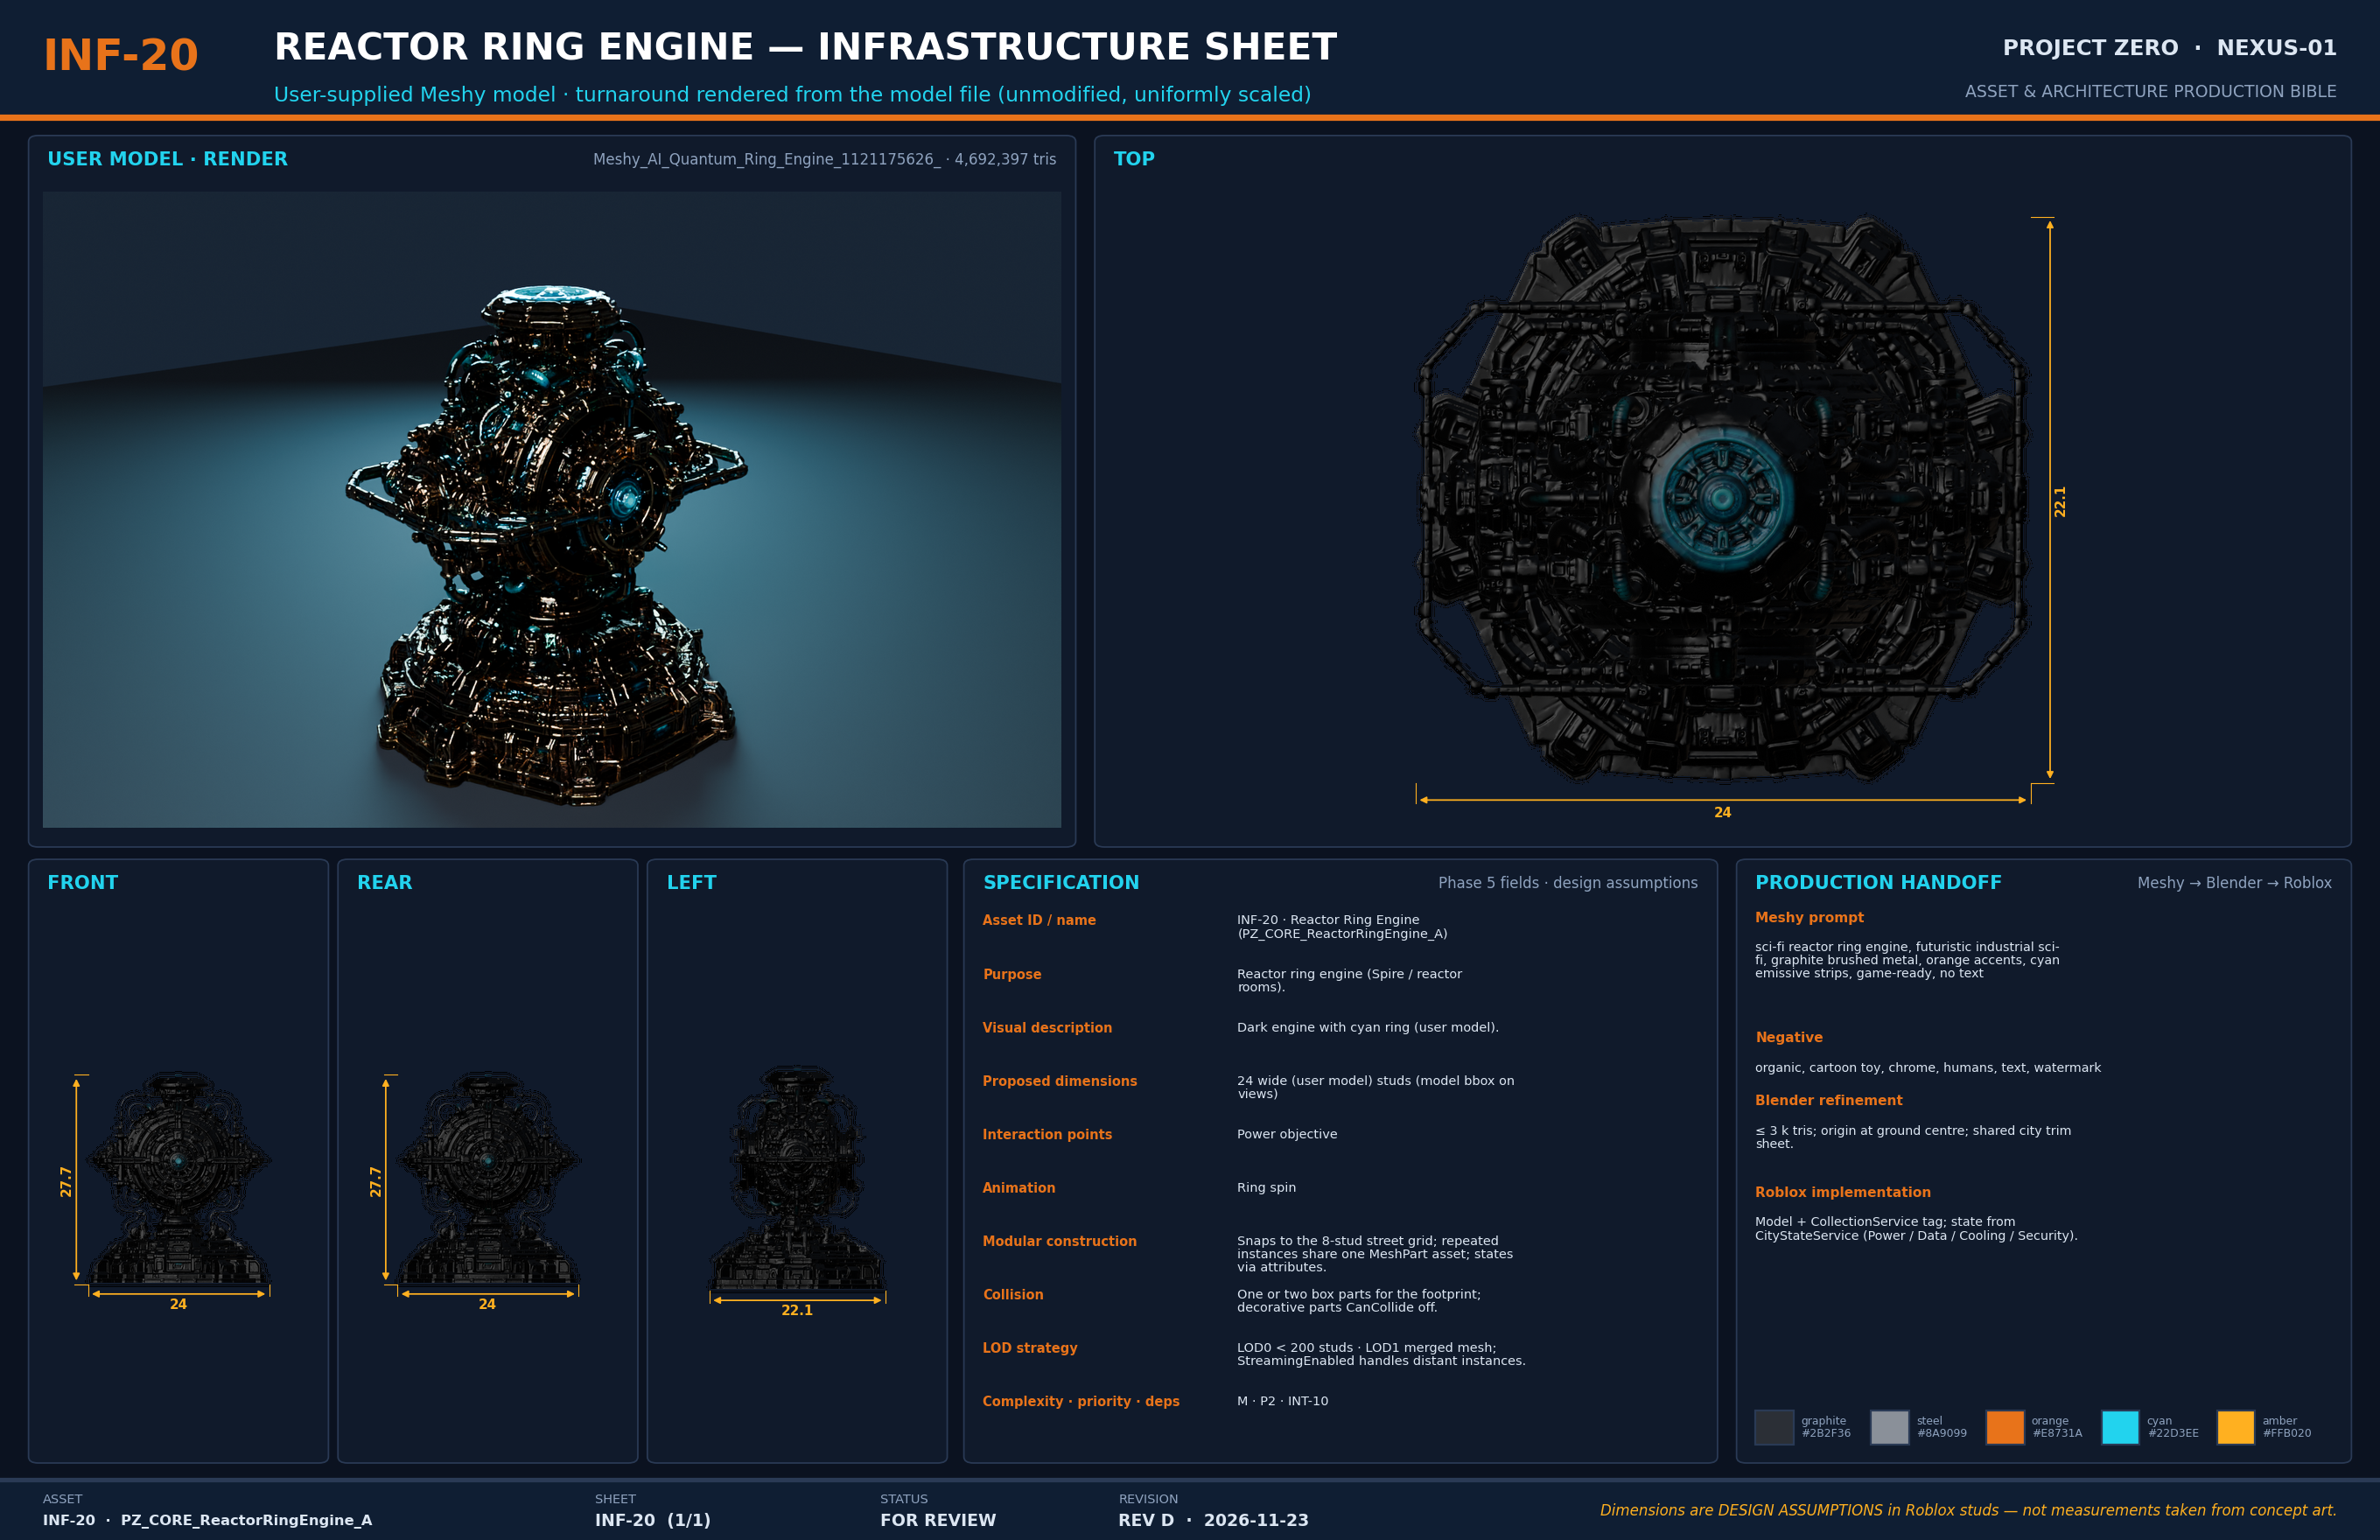 INF-20
REACTOR RING ENGINE — INFRASTRUCTURE SHEET
User-supplied Meshy model · turnaround rendered from the model file (unmodified, uniformly scaled)
PROJECT ZERO · NEXUS-01
ASSET & ARCHITECTURE PRODUCTION BIBLE
USER MODEL · RENDER
Meshy_AI_Quantum_Ring_Engine_1121175626_ · 4,692,397 tris
TOP
22.1
24
FRONT
27.7
24
REAR
27.7
24
LEFT
22.1
SPECIFICATION
Phase 5 fields · design assumptions
Asset ID / name
INF-20 · Reactor Ring Engine
(PZ_CORE_ReactorRingEngine_A)
Purpose
Reactor ring engine (Spire / reactor
rooms).
Visual description
Dark engine with cyan ring (user model).
Proposed dimensions
24 wide (user model) studs (model bbox on
views)
Interaction points
Power objective
Animation
Ring spin
Modular construction
Snaps to the 8-stud street grid; repeated
instances share one MeshPart asset; states
via attributes.
Collision
One or two box parts for the footprint;
decorative parts CanCollide off.
LOD strategy
LOD0 < 200 studs · LOD1 merged mesh;
StreamingEnabled handles distant instances.
Complexity · priority · deps
M · P2 · INT-10
PRODUCTION HANDOFF
Meshy → Blender → Roblox
Meshy prompt
sci-fi reactor ring engine, futuristic industrial sci-
fi, graphite brushed metal, orange accents, cyan
emissive strips, game-ready, no text
Negative
organic, cartoon toy, chrome, humans, text, watermark
Blender refinement
≤ 3 k tris; origin at ground centre; shared city trim
sheet.
Roblox implementation
Model + CollectionService tag; state from
CityStateService (Power / Data / Cooling / Security).
graphite
#2B2F36
steel
#8A9099
orange
#E8731A
cyan
#22D3EE
amber
#FFB020
ASSET
INF-20 · PZ_CORE_ReactorRingEngine_A
SHEET
INF-20 (1/1)
STATUS
FOR REVIEW
REVISION
REV D · 2026-11-23
Dimensions are DESIGN ASSUMPTIONS in Roblox studs — not measurements taken from concept art.